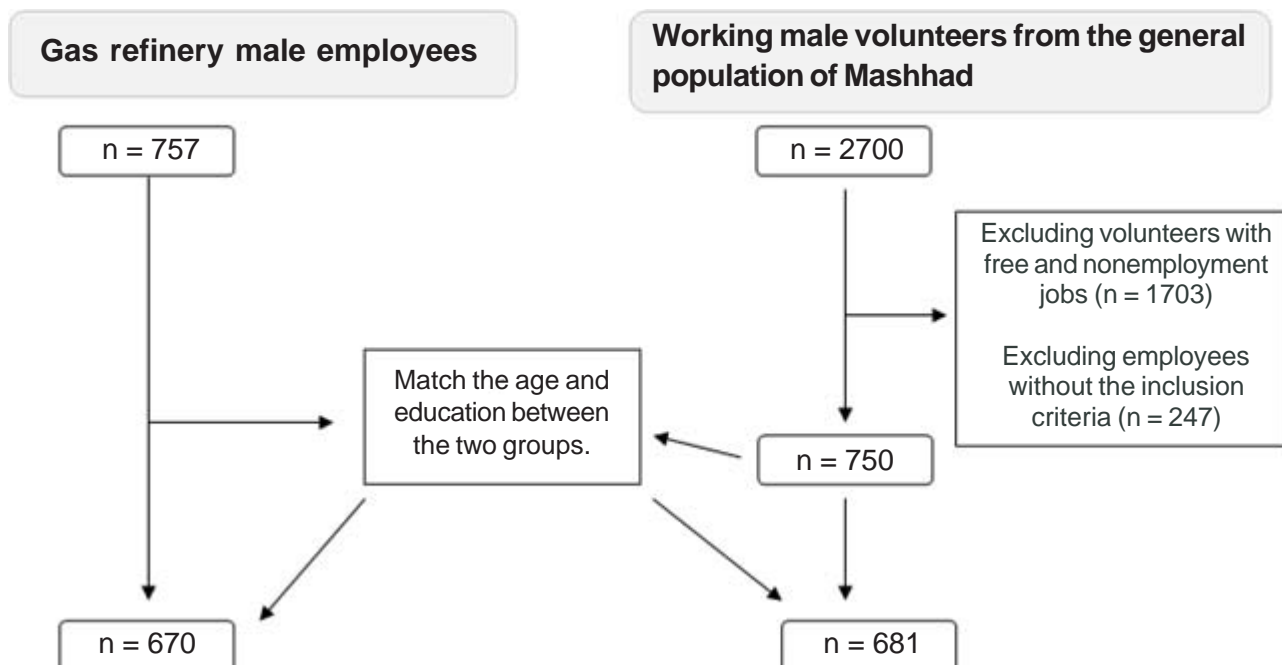 Gas refinery male employees
Working male volunteers from the general
population of Mashhad
n = 757
n = 2700
Excluding volunteers with
free and nonemployment
jobs (n = 1703)
Excluding employees
without the inclusion
criteria (n = 247)
Match the age and
education between
the two groups.
n = 750
n = 670
n = 681